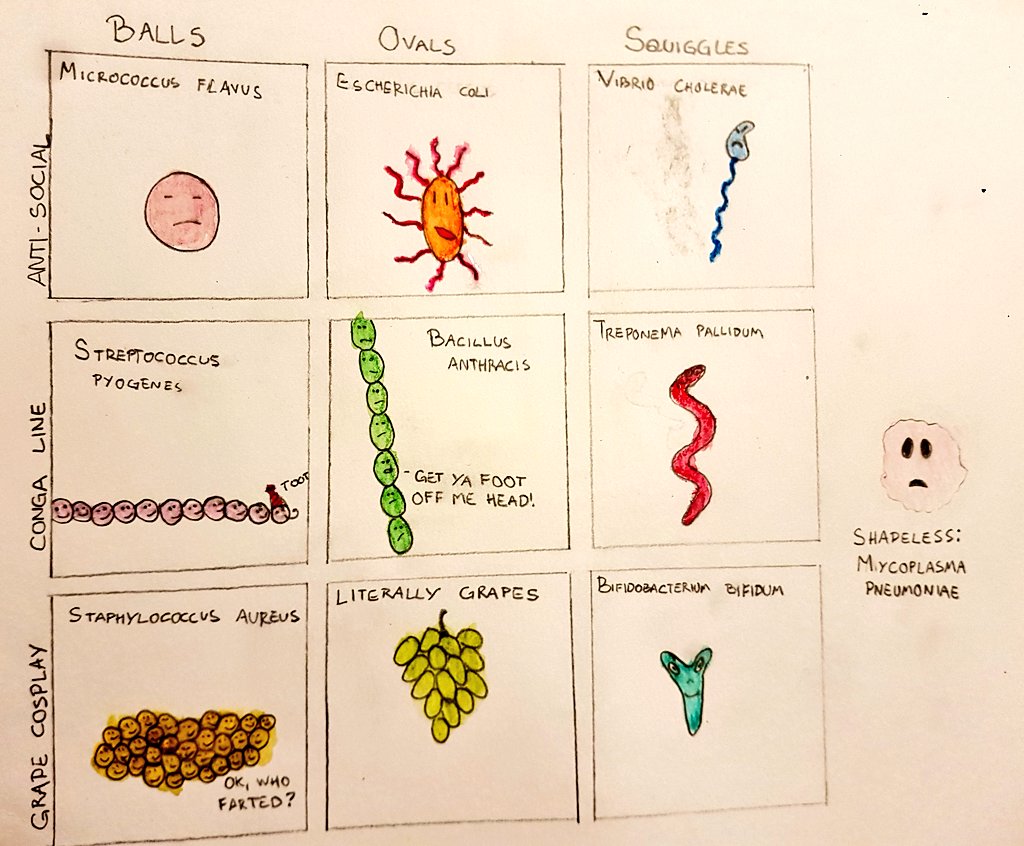 BALLS
OVALS
SQUIGGLES
ANTI-SOCIAL
MICROCOCCUS FLAVUS
ESCHERICHIA COLI
VIBRIO CHOLERAE
CONGA LINE
STREPTOCOCCUS
PYOGENES
TOOT
BACILLUS
ANTHRACIS
GET YA FOOT
OFF ME HEAD!
TREPONEMA PALLIDUM
SHAPELESS:
MYCOPLASMA
PNEUMONIAE
GRAPE COSPLAY
STAPHYLOCOCCUS AUREUS
OK, WHO
FARTED?
LITERALLY GRAPES
BIFIDOBACTERIUM BIFIDUM